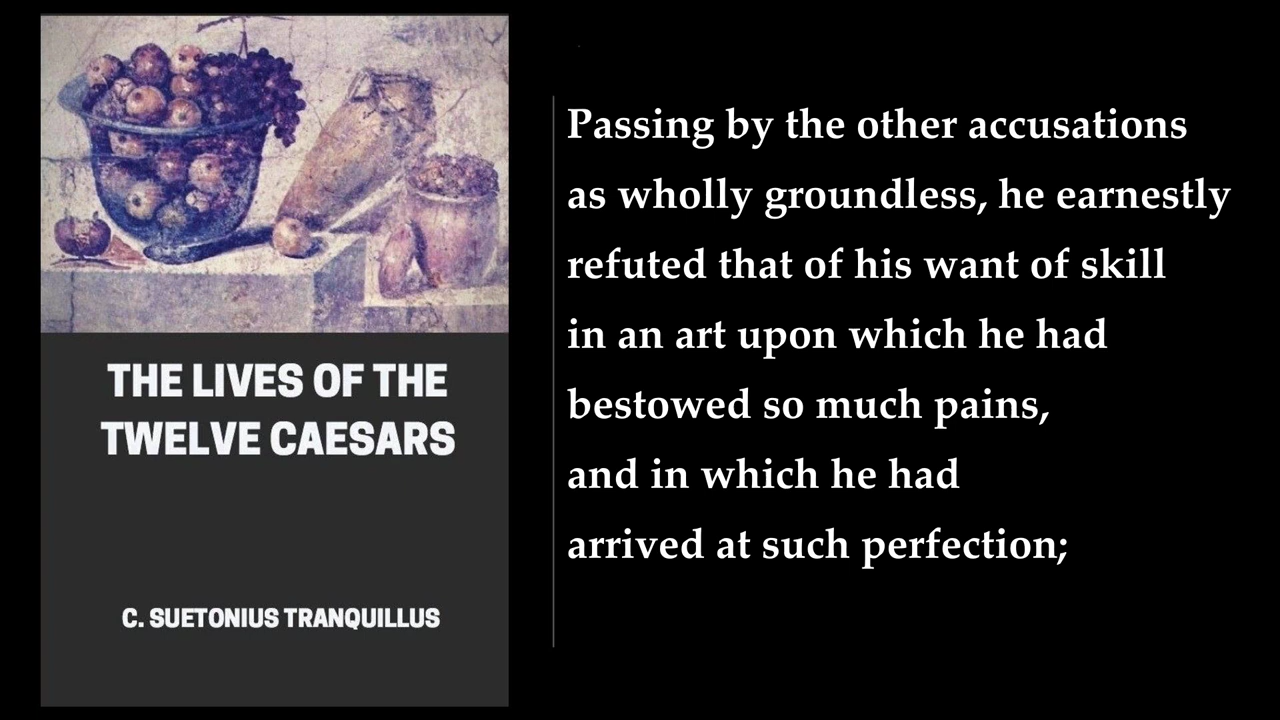 THE LIVES OF THE
TWELVE CAESARS
C. SUETONIUS TRANQUILLUS
Passing by the other accusations
as wholly groundless, he earnestly
refuted that of his want of skill
in an art upon which he had
bestowed so much pains,
and in which he had
arrived at such perfection;